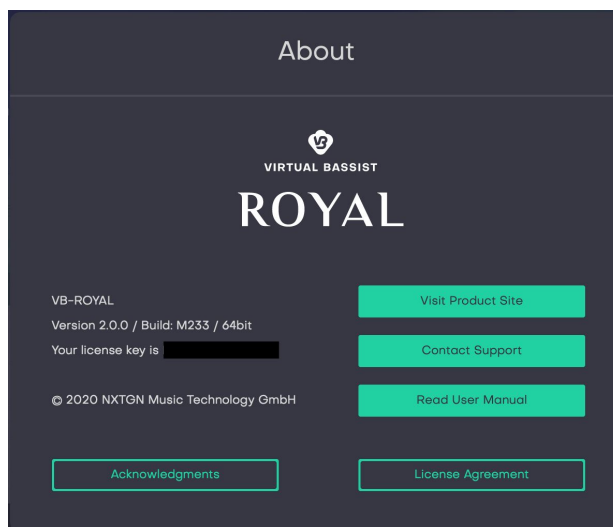 About
VB
VIRTUAL BASSIST
ROYAL
VB-ROYAL
Version 2.0.0 / Build: M233 / 64bit
Your license key is
© 2020 NXTGN Music Technology GmbH
Visit Product Site
Contact Support
Read User Manual
Acknowledgments
License Agreement